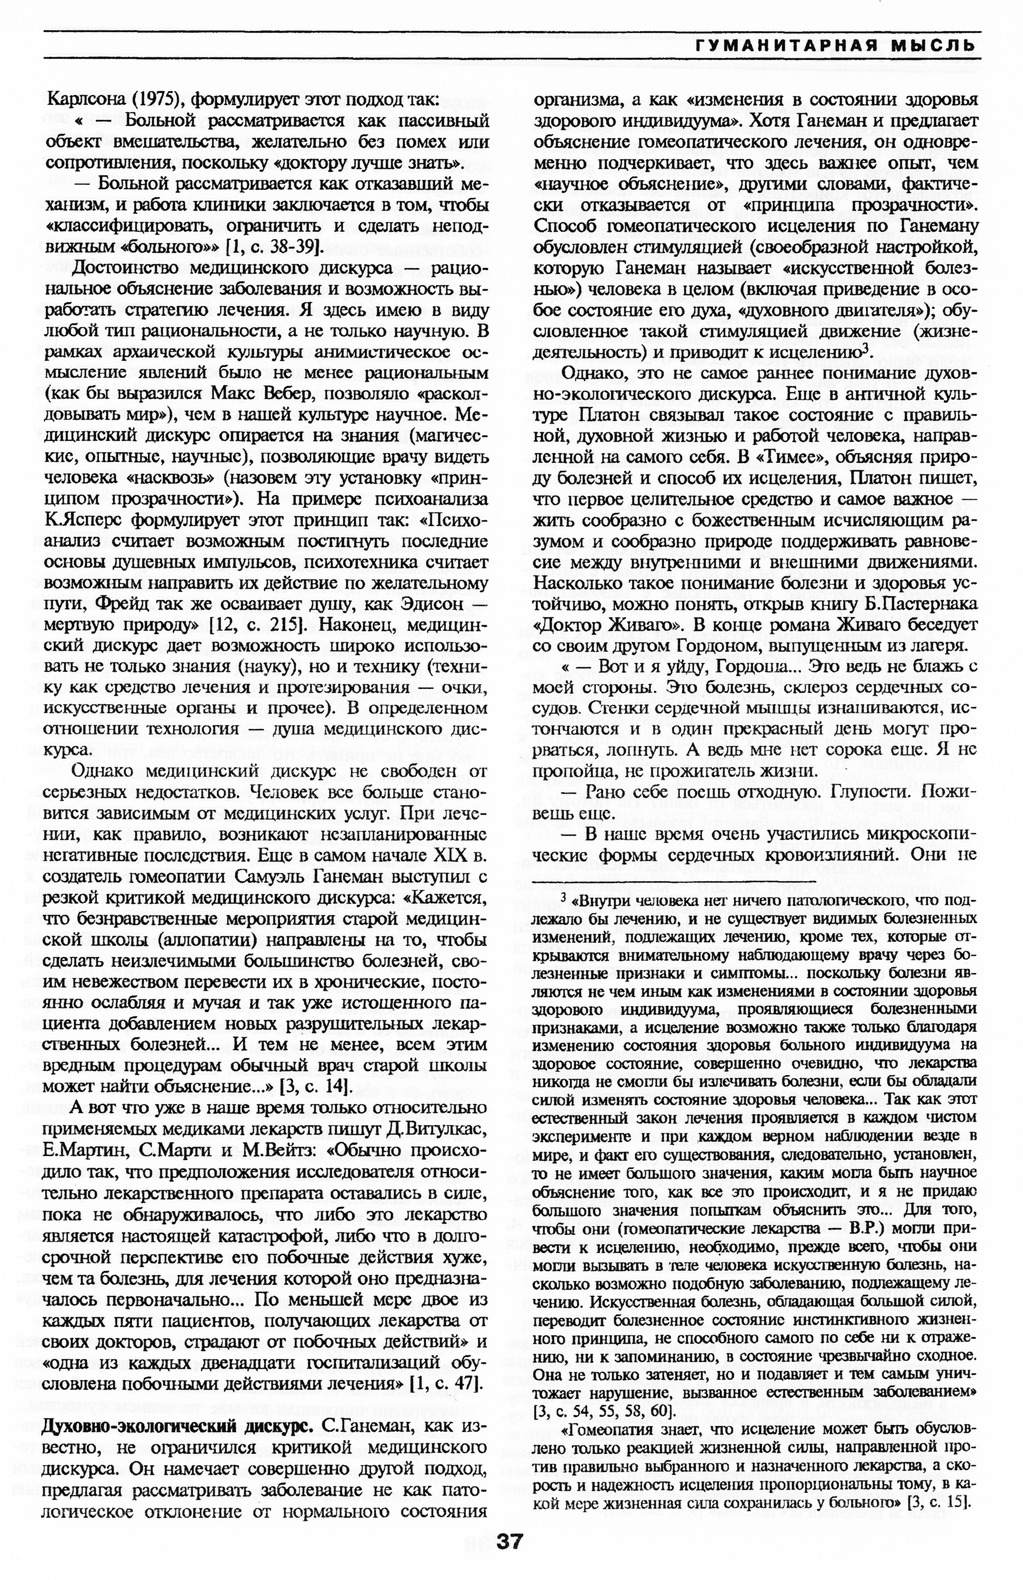 ГУМАНИТАРНАЯ МЫСЛЬ
Карлсона (1975), формулирует этот подход так:
« — Больной рассматривается как пассивный
объект вмешательства, желательно без помех или
сопротивления, поскольку «доктору лучше знать».
— Больной рассматривается как отказавший ме-
ханизм, и работа клиники заключается в том, чтобы
«классифицировать, ограничить и сделать непод-
вижным «больного»» [1, с. 38-39].
Достоинство медицинского дискурса — рацио-
нальное объяснение заболевания и возможность вы-
работать стратегию лечения. Я здесь имею в виду
любой тип рациональности, а не только научную. В
рамках архаической культуры анимистическое ос-
мысление явлений было не менее рациональным
(как бы выразился Макс Вебер, позволяло «раскол-
довывать мир»), чем в нашей культуре научное. Ме-
дицинский дискурс опирается на знания (магичес-
кие, опытные, научные), позволяющие врачу видеть
человека «насквозь» (назовем эту установку «прин-
ципом прозрачности»). На примере психоанализа
К.Ясперс формулирует этот принцип так: «Психо-
анализ считает возможным постигнуть последние
основы душевных импульсов, психотехника считает
возможным направить их действие по желательному
пути, Фрейд так же осваивает душу, как Эдисон —
мертвую природу» [12, с. 215]. Наконец, медицин-
ский дискурс дает возможность широко использо-
вать не только знания (науку), но и технику (техни-
ку как средство лечения и протезирования — очки,
искусственные органы и прочее). В определенном
отношении технология — душа медицинского дис-
курса.
Однако медицинский дискурс не свободен от
серьезных недостатков. Человек все больше стано-
вится зависимым от медицинских услуг. При лече-
нии, как правило, возникают незапланированные
негативные последствия. Еще в самом начале XIX в.
создатель гомеопатии Самуэль Ганеман выступил с
резкой критикой медицинского дискурса: «Кажется,
что безнравственные мероприятия старой медицин-
ской школы (аллопатии) направлены на то, чтобы
сделать неизлечимыми большинство болезней, сво-
им невежеством перевести их в хронические, посто-
янно ослабляя и мучая и так уже истощенного па-
циента добавлением новых разрушительных лекар-
ственных болезней... И тем не менее, всем этим
вредным процедурам обычный врач старой школы
может найти объяснение...» [3, с. 14].
А вот что уже в наше время только относительно
применяемых медиками лекарств пишут Д.Витулкас,
Е.Мартин, С.Марти и М.Вейтз: «Обычно происхо-
дило так, что предположения исследователя относи-
тельно лекарственного препарата оставались в силе,
пока не обнаруживалось, что либо это лекарство
является настоящей катастрофой, либо что в долго-
срочной перспективе его побочные действия хуже,
чем та болезнь, для лечения которой оно предназна-
чалось первоначально... По меньшей мере двое из
каждых пяти пациентов, получающих лекарства от
своих докторов, страдают от побочных действий» и
«одна из каждых двенадцати госпитализаций обу-
словлена побочными действиями лечения» [1, с. 47].
Духовно-экологический дискурс. С.Ганеман, как из-
вестно, не ограничился критикой медицинского
дискурса. Он намечает совершенно другой подход,
предлагая рассматривать заболевание не как пато-
логическое отклонение от нормального состояния
организма, а как «изменения в состоянии здоровья
здорового индивидуума». Хотя Ганеман и предлагает
объяснение гомеопатического лечения, он одновре-
менно подчеркивает, что здесь важнее опыт, чем
«научное объяснение», другими словами, фактиче-
ски отказывается от «принципа прозрачности».
Способ гомеопатического исцеления по Ганеману
обусловлен стимуляцией (своеобразной настройкой,
которую Ганеман называет «искусственной болез-
нью») человека в целом (включая приведение в осо-
бое состояние его духа, «духовного двигателя»); обу-
словленное такой стимуляцией движение (жизне-
деятельность) и приводит к исцелению³.
Однако, это не самое раннее понимание духов-
но-экологического дискурса. Еще в античной куль-
туре Платон связывал такое состояние с правиль-
ной, духовной жизнью и работой человека, направ-
ленной на самого себя. В «Тимее», объясняя приро-
ду болезней и способ их исцеления, Платон пишет,
что первое целительное средство и самое важное —
жить сообразно с божественным исчисляющим ра-
зумом и сообразно природе поддерживать равнове-
сие между внутренними и внешними движениями.
Насколько такое понимание болезни и здоровья ус-
тойчиво, можно понять, открыв книгу Б.Пастернака
«Доктор Живаго». В конце романа Живаго беседует
со своим другом Гордоном, выпущенным из лагеря.
« — Вот и я уйду, Гордоша... Это ведь не блажь с
моей стороны. Это болезнь, склероз сердечных со-
судов. Стенки сердечной мышцы изнашиваются, ис-
тончаются и в один прекрасный день могут про-
рваться, лопнуть. А ведь мне нет сорока еще. Я не
пропойца, не прожигатель жизни.
— Рано себе поешь отходную. Глупости. Пожи-
вешь еще.
— В наше время очень участились микроскопи-
ческие формы сердечных кровоизлияний. Они не
³ «Внутри человека нет ничего патологического, что под-
лежало бы лечению, и не существует видимых болезненных
изменений, подлежащих лечению, кроме тех, которые от-
крываются внимательному наблюдающему врачу через бо-
лезненные признаки и симптомы... поскольку болезни яв-
ляются не чем иным как изменениями в состоянии здоровья
здорового индивидуума, проявляющиеся болезненными
признаками, а исцеление возможно также только благодаря
изменению состояния здоровья больного индивидуума на
здоровое состояние, совершенно очевидно, что лекарства
никогда не смогли бы излечивать болезни, если бы обладали
силой изменять состояние здоровья человека... Так как этот
естественный закон лечения проявляется в каждом чистом
эксперименте и при каждом верном наблюдении везде в
мире, и факт его существования, следовательно, установлен,
то не имеет большого значения, каким могла быть научное
объяснение того, как все это происходит, и я не придаю
большого значения попыткам объяснить это... Для того,
чтобы они (гомеопатические лекарства — В.Р.) могли при-
вести к исцелению, необходимо, прежде всего, чтобы они
могли вызывать в теле человека искусственную болезнь, на-
сколько возможно подобную заболеванию, подлежащему ле-
чению. Искусственная болезнь, обладающая большой силой,
переводит болезненное состояние инстинктивного жизнен-
ного принципа, не способного самого по себе ни к отраже-
нию, ни к запоминанию, в состояние чрезвычайно сходное.
Она не только затеняет, но и подавляет и тем самым унич-
тожает нарушение, вызванное естественным заболеванием»
[3, с. 54, 55, 58, 60].
«Гомеопатия знает, что исцеление может быть обуслов-
лено только реакцией жизненной силы, направленной про-
тив правильно выбранного и назначенного лекарства, а ско-
рость и надежность исцеления пропорциональны тому, в ка-
кой мере жизненная сила сохранилась у больного» [3, с. 15].
37